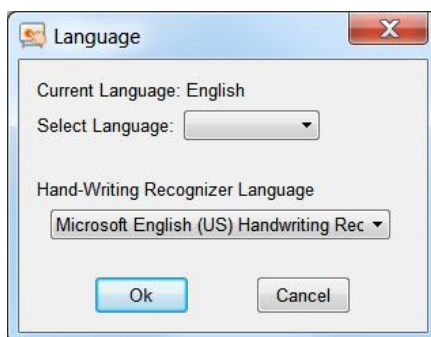 Language
Current Language: English
Select Language:
Hand-Writing Recognizer Language
Microsoft English (US) Handwriting Rec
Ok
Cancel